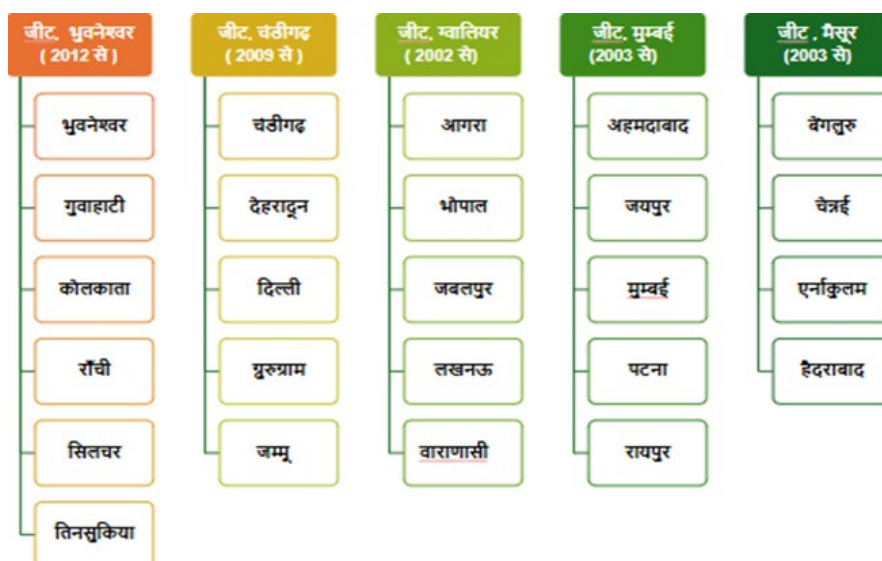 जीट, भुवनेश्वर
( 2012 से )
भुवनेश्वर
गुवाहाटी
कोलकाता
राँची
सिलचर
तिनसुकिया
जीट, चंडीगढ़
( 2009 से )
चंडीगढ़
देहरादून
दिल्ली
ग्रुरुग्राम
जम्मू
जीट, ग्वालियर
( 2002 से)
आगरा
भोपाल
जबलपुर
लखनऊ
वाराणसी
जीट, मुम्बई
(2003 से)
अहमदाबाद
जयपुर
मुम्बई
पटना
रायपुर
जीट , मैसूर
(2003 से)
बेंगलुरु
चेन्नई
एर्नाकुलम
हैदराबाद